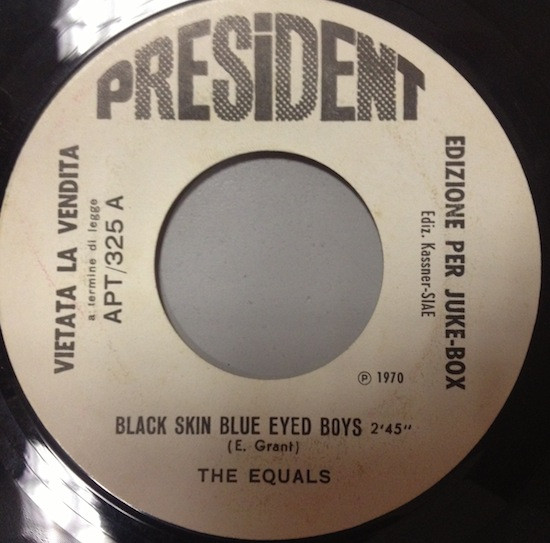 PRESiDENT
VIETATA LA VENDITA
a termine di legge
APT/325 A
EDIZIONE PER JUKE-BOX
Ediz. Kassner-SIAE
℗ 1970
BLACK SKIN BLUE EYED BOYS 2'45"
(E. Grant)
THE EQUALS